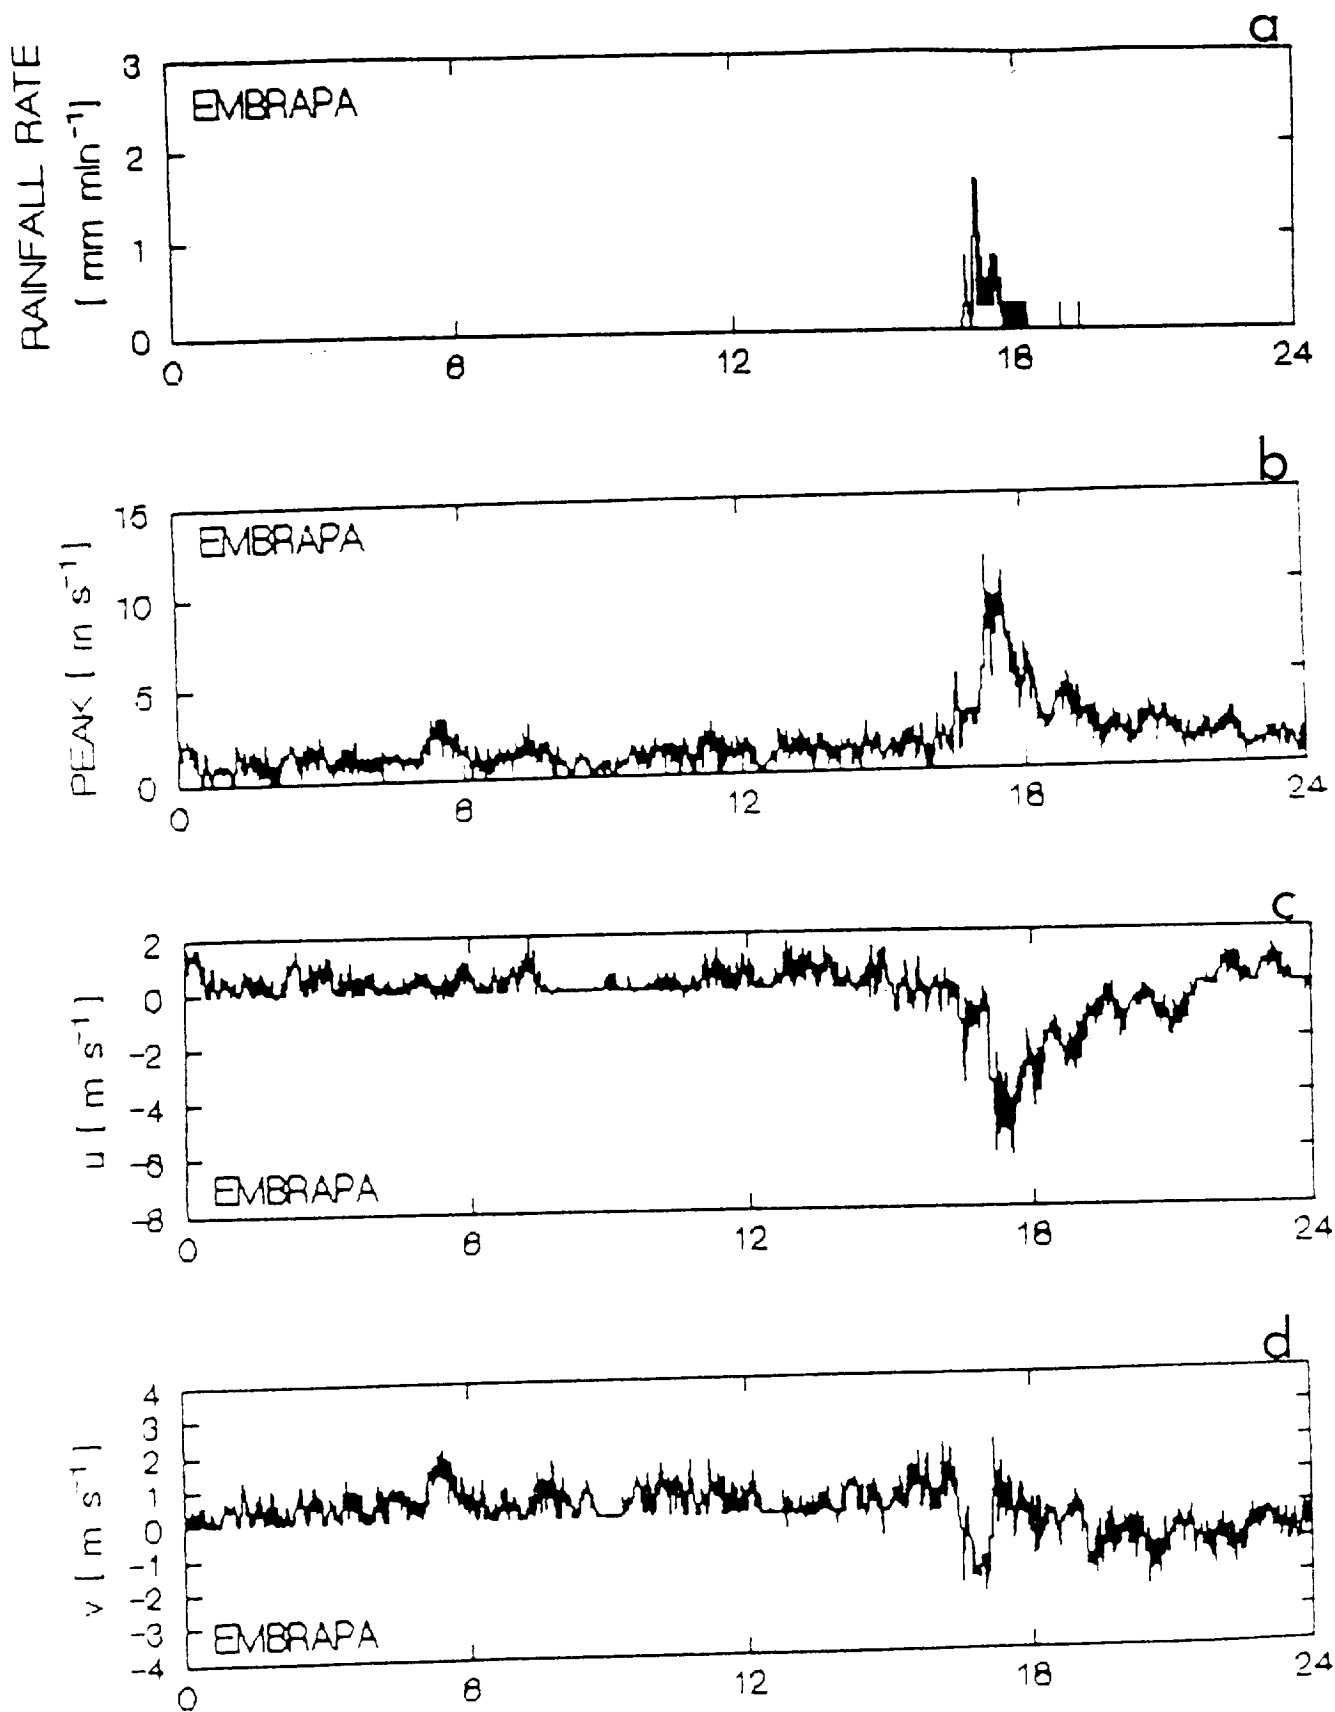 a
RAINFALL RATE
[ mm min⁻¹]
EMBRAPA
3
2
1
0
0 6 12 18 24
b
PEAK [ m s⁻¹]
EMBRAPA
15
10
5
0
0 6 12 18 24
c
u [ m s⁻¹]
2
0
-2
-4
-6
-8
EMBRAPA
0 6 12 18 24
d
v [ m s⁻¹]
4
3
2
1
0
-1
-2
-3
-4
EMBRAPA
0 6 12 18 24